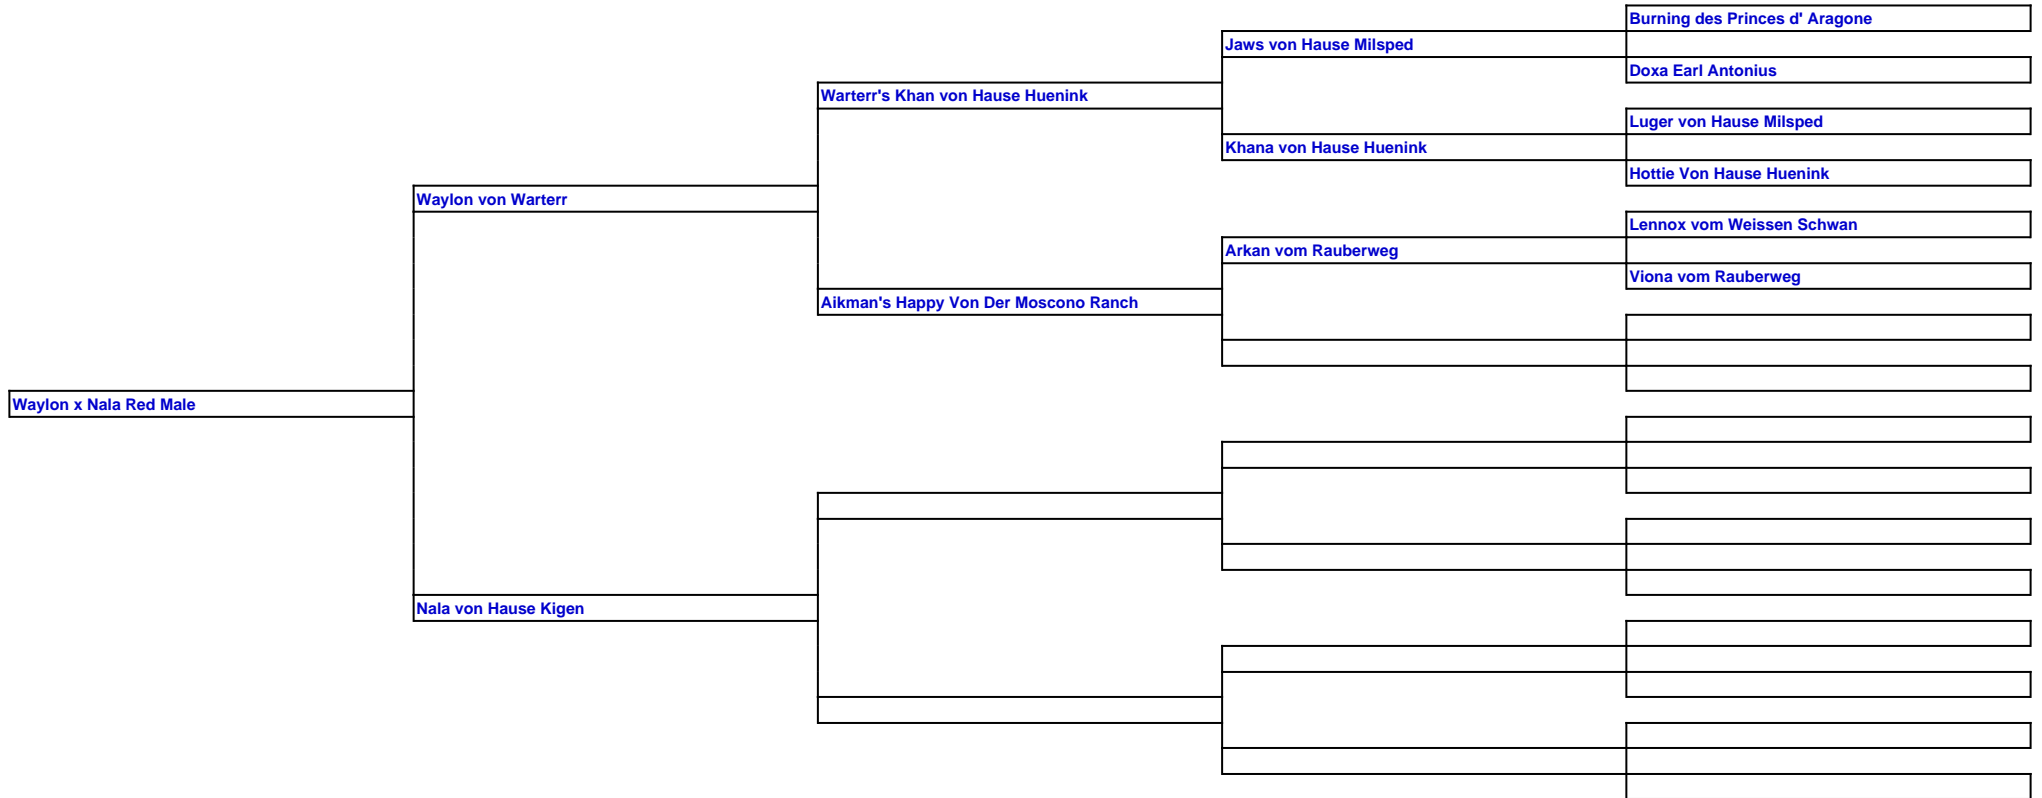 Burning des Princes d' Aragone
Jaws von Hause Milsped
Doxa Earl Antonius
Warterr's Khan von Hause Huenink
Luger von Hause Milsped
Khana von Hause Huenink
Hottie Von Hause Huenink
Waylon von Warterr
Lennox vom Weissen Schwan
Arkan vom Rauberweg
Viona vom Rauberweg
Aikman's Happy Von Der Moscono Ranch
Waylon x Nala Red Male
Nala von Hause Kigen